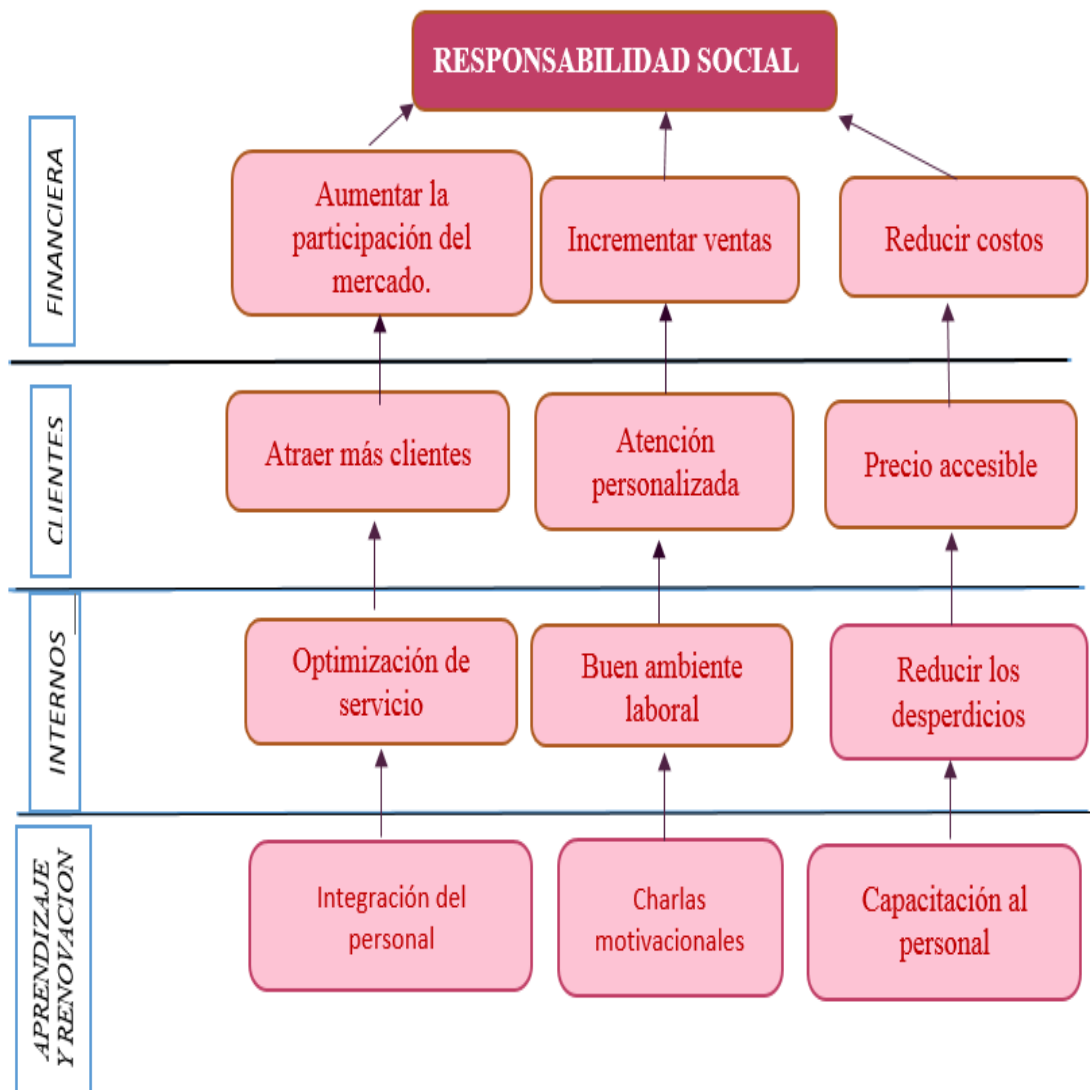 RESPONSABILIDAD SOCIAL
FINANCIERA
Aumentar la
participación del
mercado.
Incrementar ventas
Reducir costos
CLIENTES
Atraer más clientes
Atención
personalizada
Precio accesible
INTERNOS
Optimización de
servicio
Buen ambiente
laboral
Reducir los
desperdicios
APRENDIZAJE
Y RENOVACION
Integración del
personal
Charlas
motivacionales
Capacitación al
personal